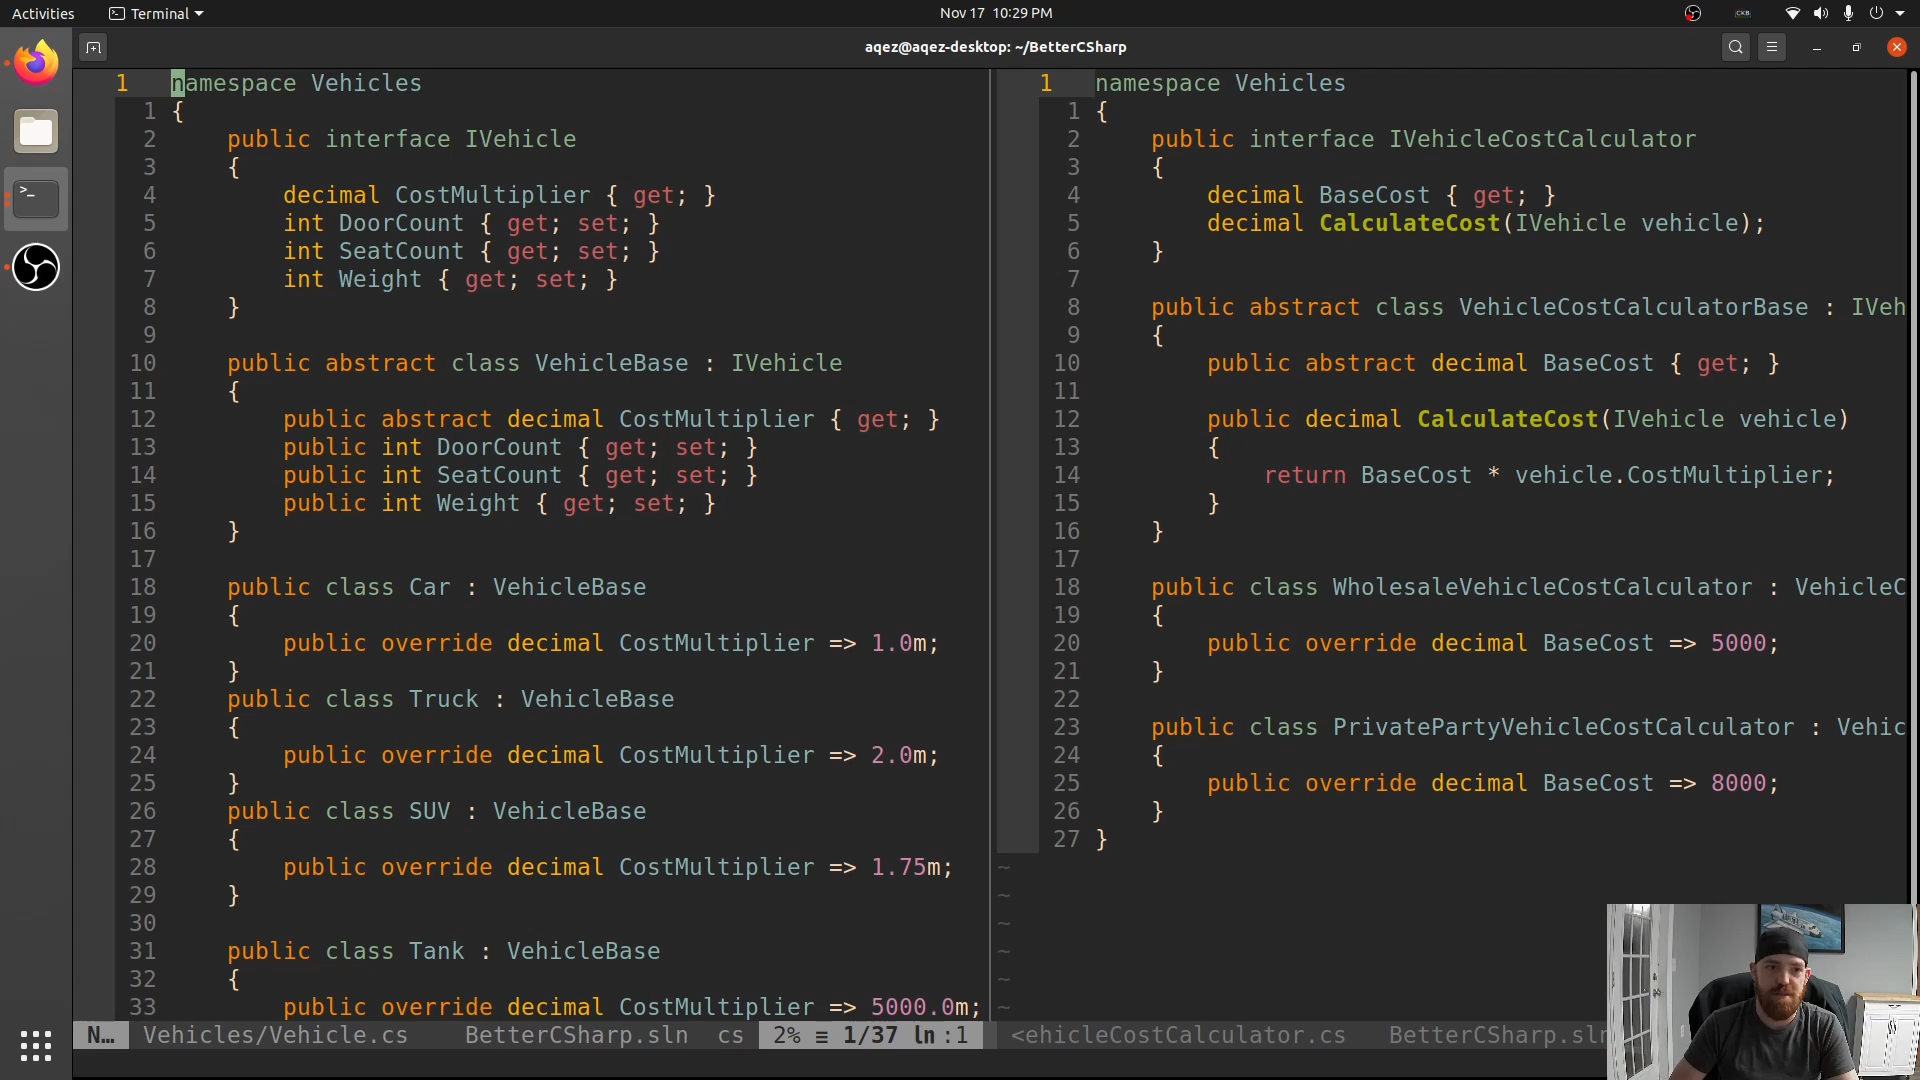 Activities
Terminal
Nov 17 10:29 PM
aqez@aqez-desktop: ~/BetterCSharp
1 namespace Vehicles
1 {
2 public interface IVehicle
3 {
4 decimal CostMultiplier { get; }
5 int DoorCount { get; set; }
6 int SeatCount { get; set; }
7 int Weight { get; set; }
8 }
9
10 public abstract class VehicleBase : IVehicle
11 {
12 public abstract decimal CostMultiplier { get; }
13 public int DoorCount { get; set; }
14 public int SeatCount { get; set; }
15 public int Weight { get; set; }
16 }
17
18 public class Car : VehicleBase
19 {
20 public override decimal CostMultiplier => 1.0m;
21 }
22 public class Truck : VehicleBase
23 {
24 public override decimal CostMultiplier => 2.0m;
25 }
26 public class SUV : VehicleBase
27 {
28 public override decimal CostMultiplier => 1.75m;
29 }
30
31 public class Tank : VehicleBase
32 {
33 public override decimal CostMultiplier => 5000.0m;
N... Vehicles/Vehicle.cs BetterCSharp.sln cs 2% ≡ 1/37 ln :1
1 namespace Vehicles
1 {
2 public interface IVehicleCostCalculator
3 {
4 decimal BaseCost { get; }
5 decimal CalculateCost(IVehicle vehicle);
6 }
7
8 public abstract class VehicleCostCalculatorBase : IVeh
9 {
10 public abstract decimal BaseCost { get; }
11
12 public decimal CalculateCost(IVehicle vehicle)
13 {
14 return BaseCost * vehicle.CostMultiplier;
15 }
16 }
17
18 public class WholesaleVehicleCostCalculator : VehicleC
19 {
20 public override decimal BaseCost => 5000;
21 }
22
23 public class PrivatePartyVehicleCostCalculator : Vehic
24 {
25 public override decimal BaseCost => 8000;
26 }
27 }
~
~
~
~
~
~
<ehicleCostCalculator.cs BetterCSharp.sln